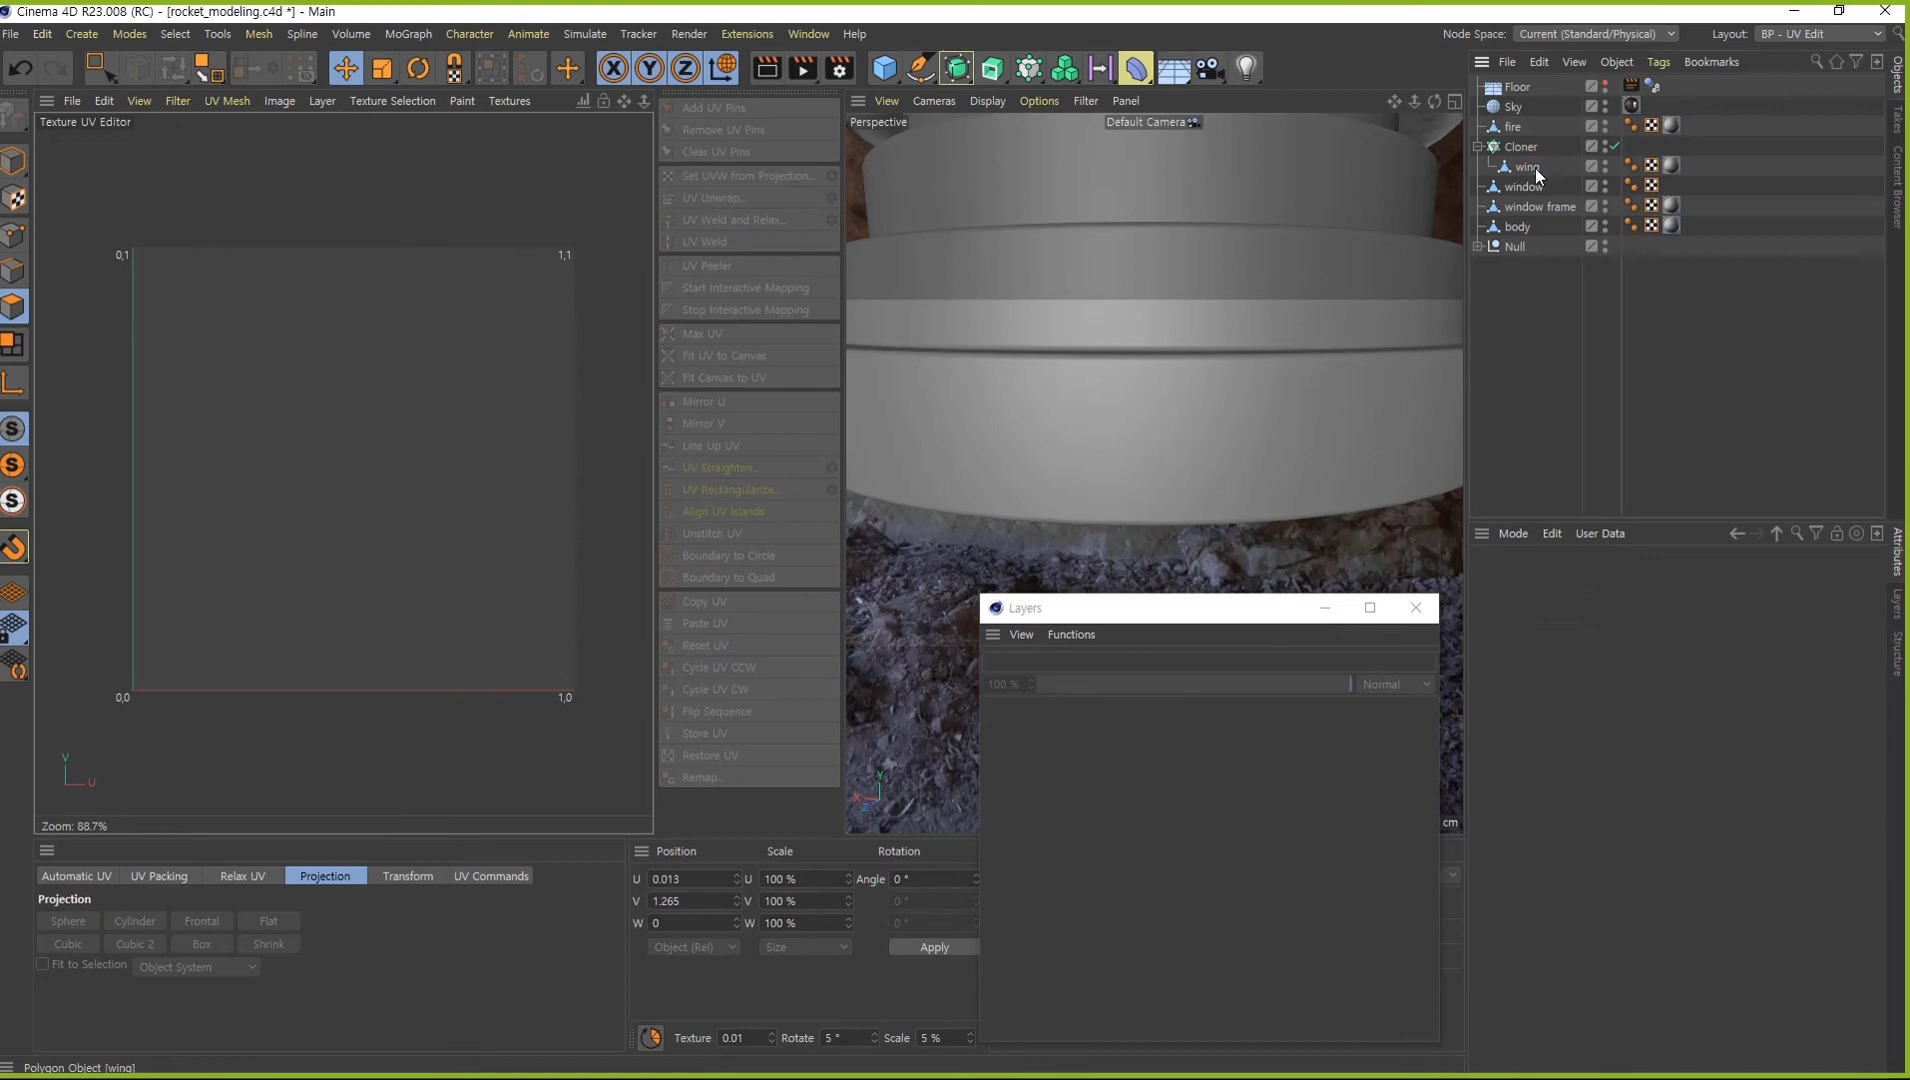 Cinema 4D R23.008 (RC) - [rocket_modeling.c4d *] - Main
File Edit Create Modes Select Tools Mesh Spline Volume MoGraph Character Animate Simulate Tracker Render Extensions Window Help
Node Space: Current (Standard/Physical) Layout: BP - UV Edit
File Edit View Object Tags Bookmarks
File Edit View Filter UV Mesh Image Layer Texture Selection Paint Textures
View Cameras Display Options Filter Panel
Texture UV Editor
Perspective
Default Camera
0,1
1,1
0,0
1,0
V
U
Zoom: 88.7%
Add UV Pins
Remove UV Pins
Clear UV Pins
Set UVW from Projection...
UV Unwrap...
UV Weld and Relax...
UV Weld
UV Peeler
Start Interactive Mapping
Stop Interactive Mapping
Max UV
Fit UV to Canvas
Fit Canvas to UV
Mirror U
Mirror V
Line Up UV
UV Straighten...
UV Rectangularize...
Align UV Islands
Unstitch UV
Boundary to Circle
Boundary to Quad
Copy UV
Paste UV
Reset UV
Cycle UV CCW
Cycle UV CW
Flip Sequence
Store UV
Restore UV
Remap...
Y
X
Z
cm
Floor
Sky
fire
Cloner
wing
window
window frame
body
Null
Objects
Takes
Content Browser
Mode Edit User Data
Attributes
Layers
Structure
Layers
View Functions
100 % Normal
Automatic UV UV Packing Relax UV Projection Transform UV Commands
Projection
Sphere Cylinder Frontal Flat
Cubic Cubic 2 Box Shrink
Fit to Selection Object System
Position Scale Rotation
U 0.013 U 100 % Angle 0 °
V 1.265 V 100 % 0 °
W 0 W 100 % 0 °
Object (Rel) Size Apply
Texture 0.01 Rotate 5 ° Scale 5 %
Polygon Object [wing]